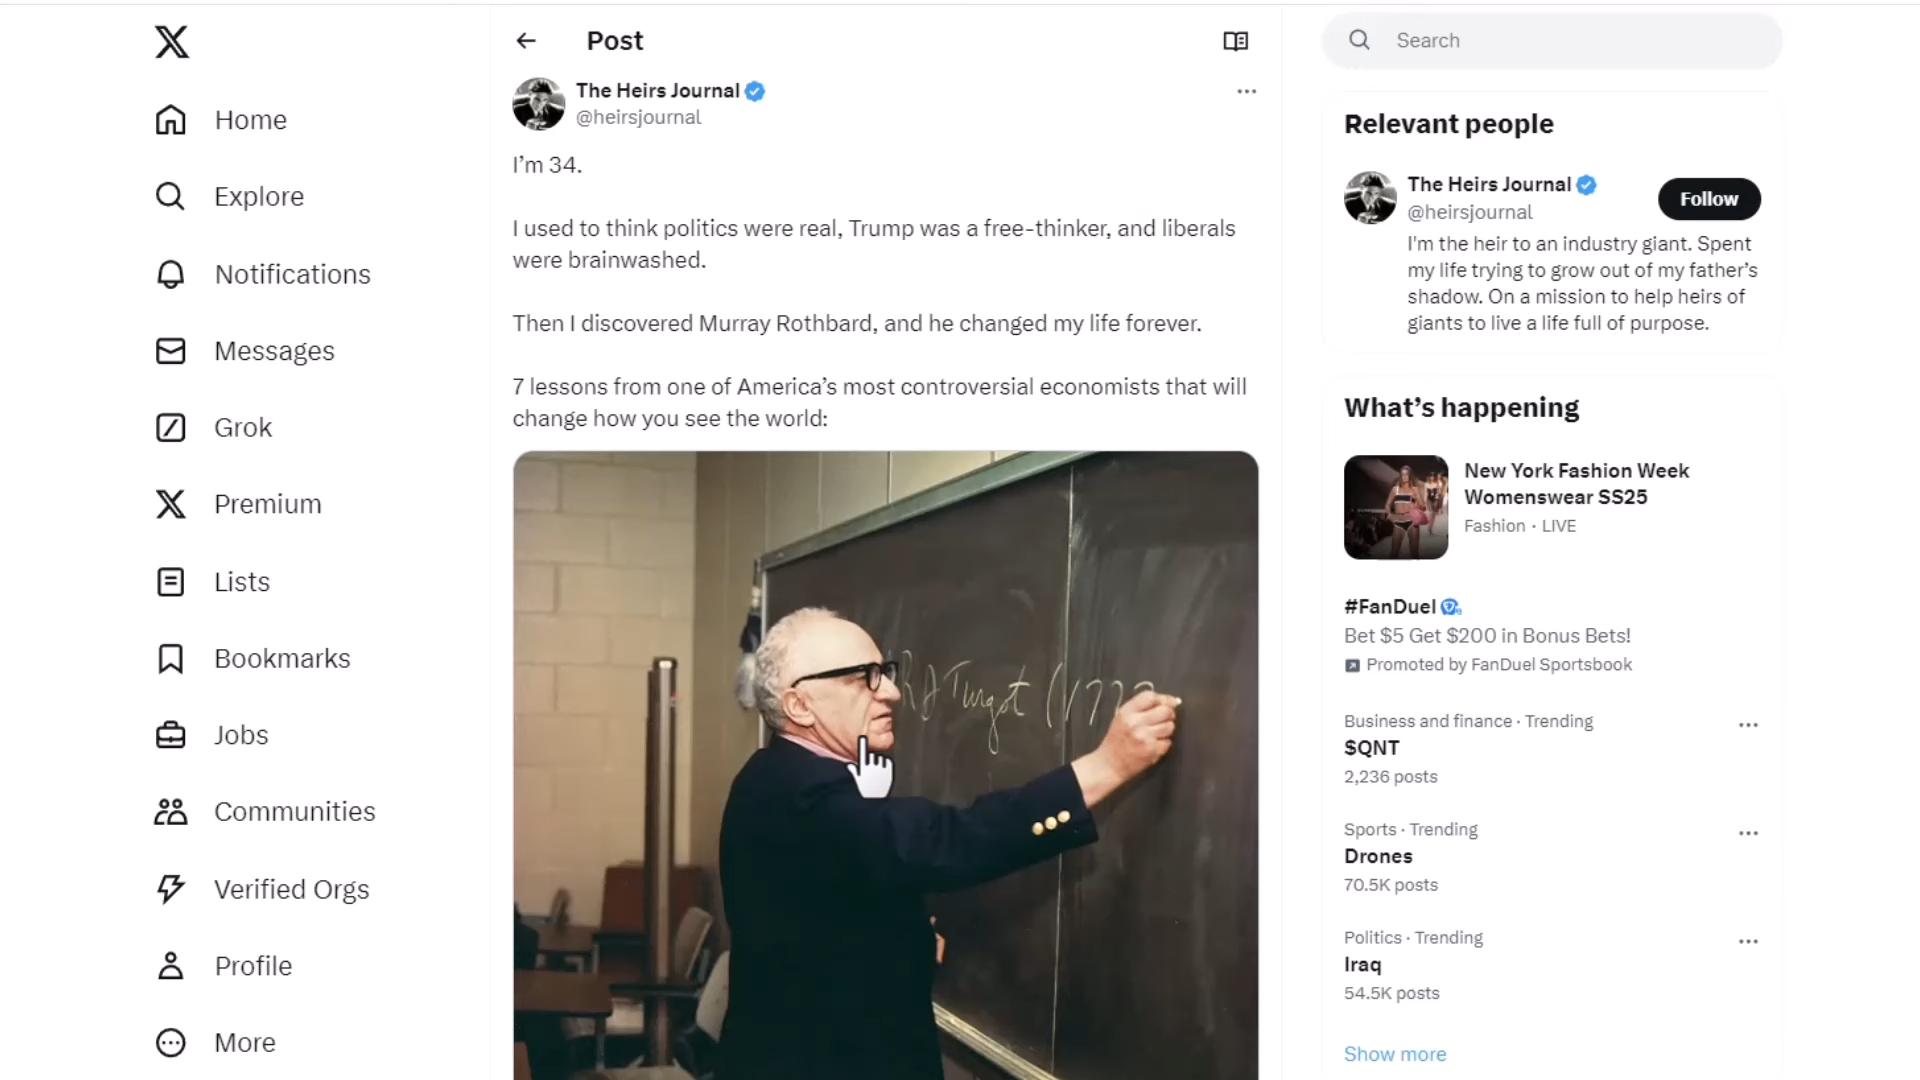 Home
Explore
Notifications
Messages
Grok
Premium
Lists
Bookmarks
Jobs
Communities
Verified Orgs
Profile
More
Post
The Heirs Journal
@heirsjournal
I’m 34.
I used to think politics were real, Trump was a free-thinker, and liberals
were brainwashed.
Then I discovered Murray Rothbard, and he changed my life forever.
7 lessons from one of America’s most controversial economists that will
change how you see the world:
Turgot (177
Search
Relevant people
The Heirs Journal
@heirsjournal
Follow
I'm the heir to an industry giant. Spent
my life trying to grow out of my father’s
shadow. On a mission to help heirs of
giants to live a life full of purpose.
What’s happening
New York Fashion Week
Womenswear SS25
Fashion · LIVE
#FanDuel
Bet $5 Get $200 in Bonus Bets!
Promoted by FanDuel Sportsbook
Business and finance · Trending
$QNT
2,236 posts
Sports · Trending
Drones
70.5K posts
Politics · Trending
Iraq
54.5K posts
Show more